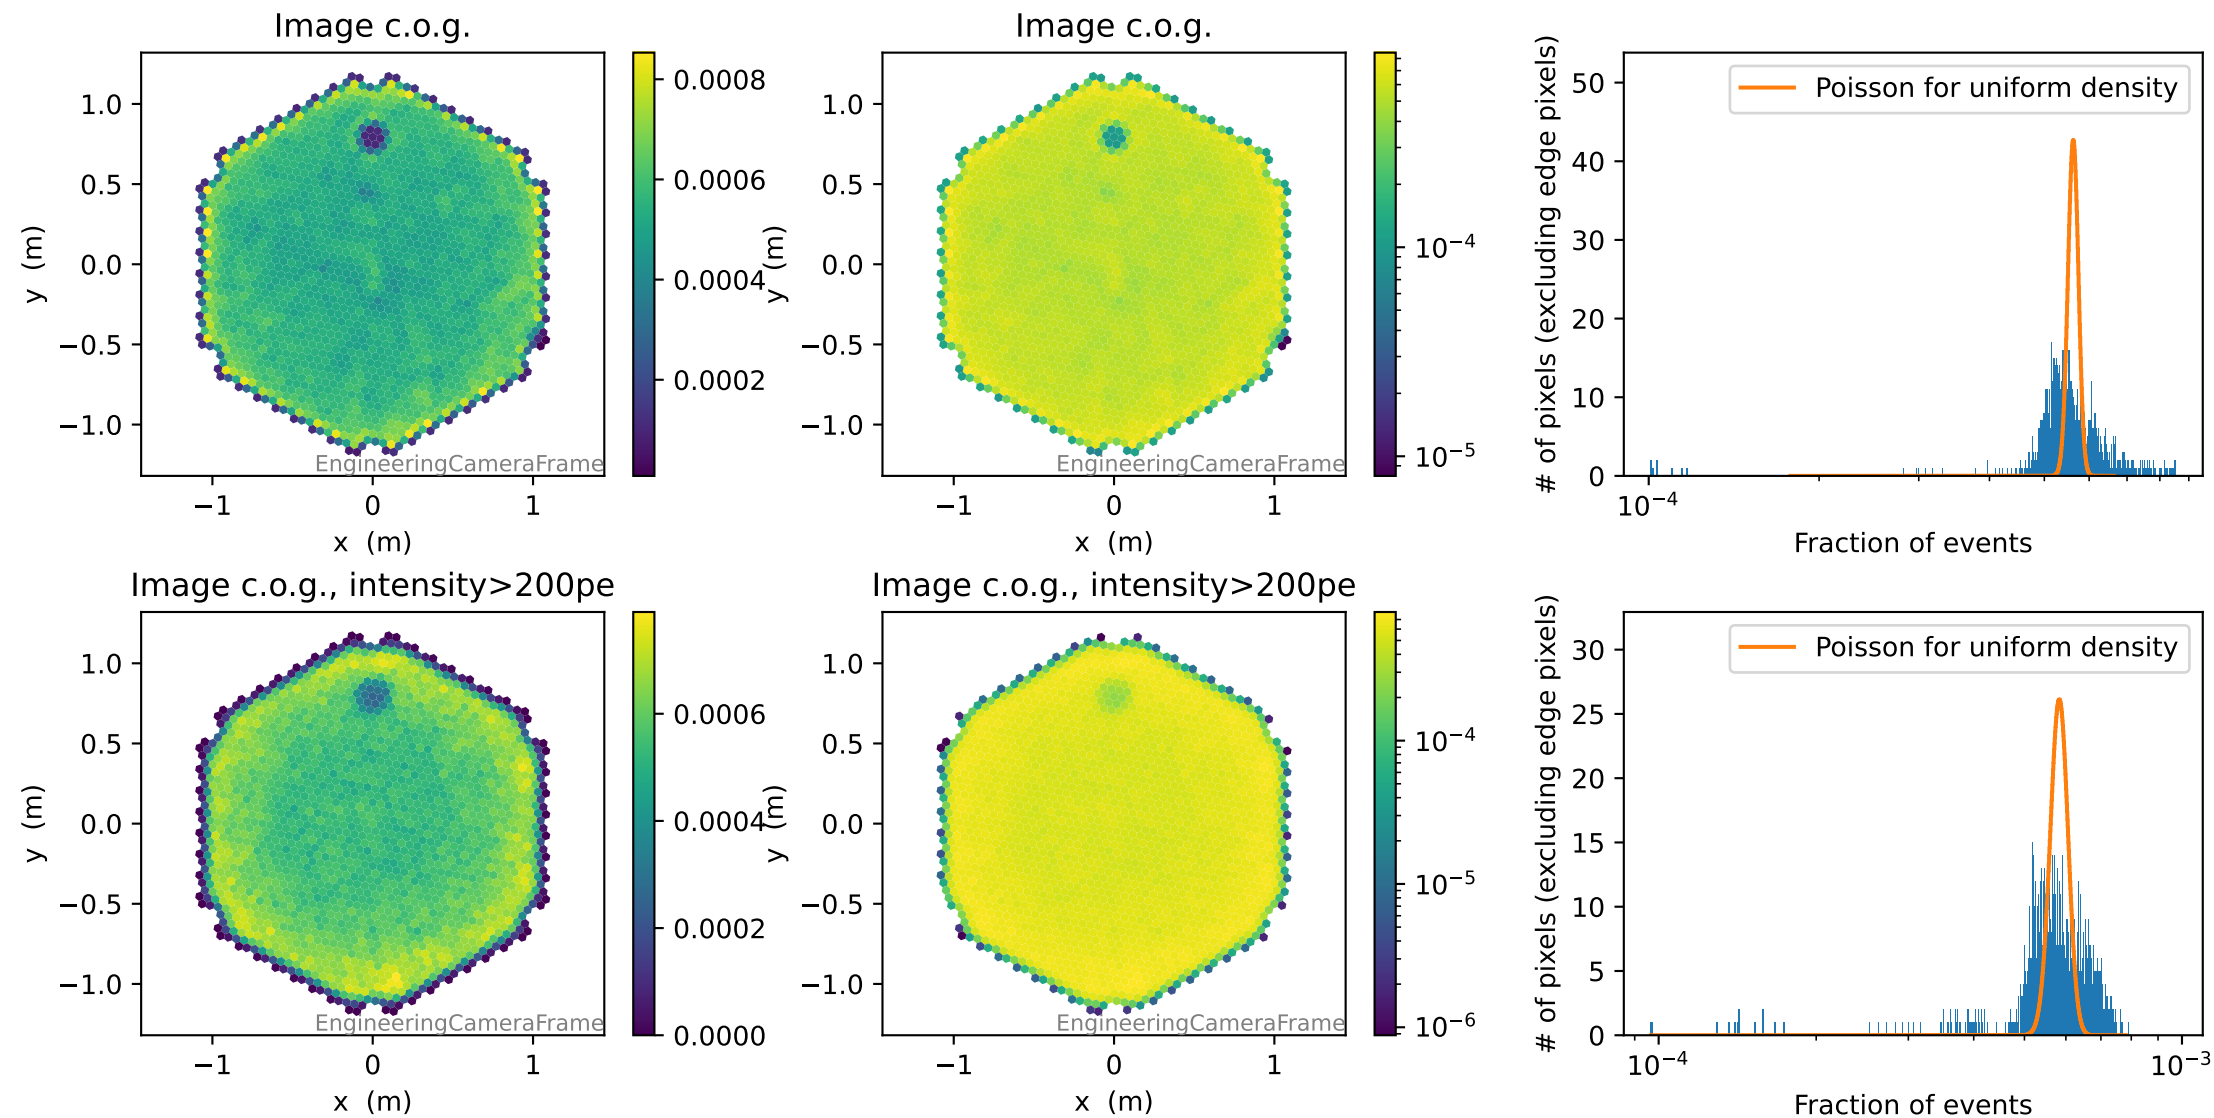 Image c.o.g.
1.0
0.5
0.0
−0.5
−1.0
y (m)
−1 0 1
x (m)
EngineeringCameraFrame
0.0008
0.0006
0.0004
0.0002
Image c.o.g.
1.0
0.5
0.0
−0.5
−1.0
y (m)
−1 0 1
x (m)
EngineeringCameraFrame
10⁻⁴
10⁻⁵
Poisson for uniform density
50
40
30
20
10
0
# of pixels (excluding edge pixels)
10⁻⁴
Fraction of events
Image c.o.g., intensity>200pe
1.0
0.5
0.0
−0.5
−1.0
y (m)
−1 0 1
x (m)
EngineeringCameraFrame
0.0006
0.0004
0.0002
0.0000
Image c.o.g., intensity>200pe
1.0
0.5
0.0
−0.5
−1.0
y (m)
−1 0 1
x (m)
EngineeringCameraFrame
10⁻⁴
10⁻⁵
10⁻⁶
Poisson for uniform density
30
25
20
15
10
5
0
# of pixels (excluding edge pixels)
10⁻⁴ 10⁻³
Fraction of events